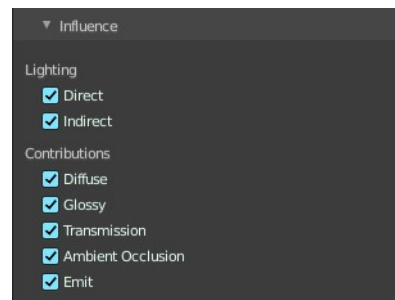 Influence
Lighting
Direct
Indirect
Contributions
Diffuse
Glossy
Transmission
Ambient Occlusion
Emit